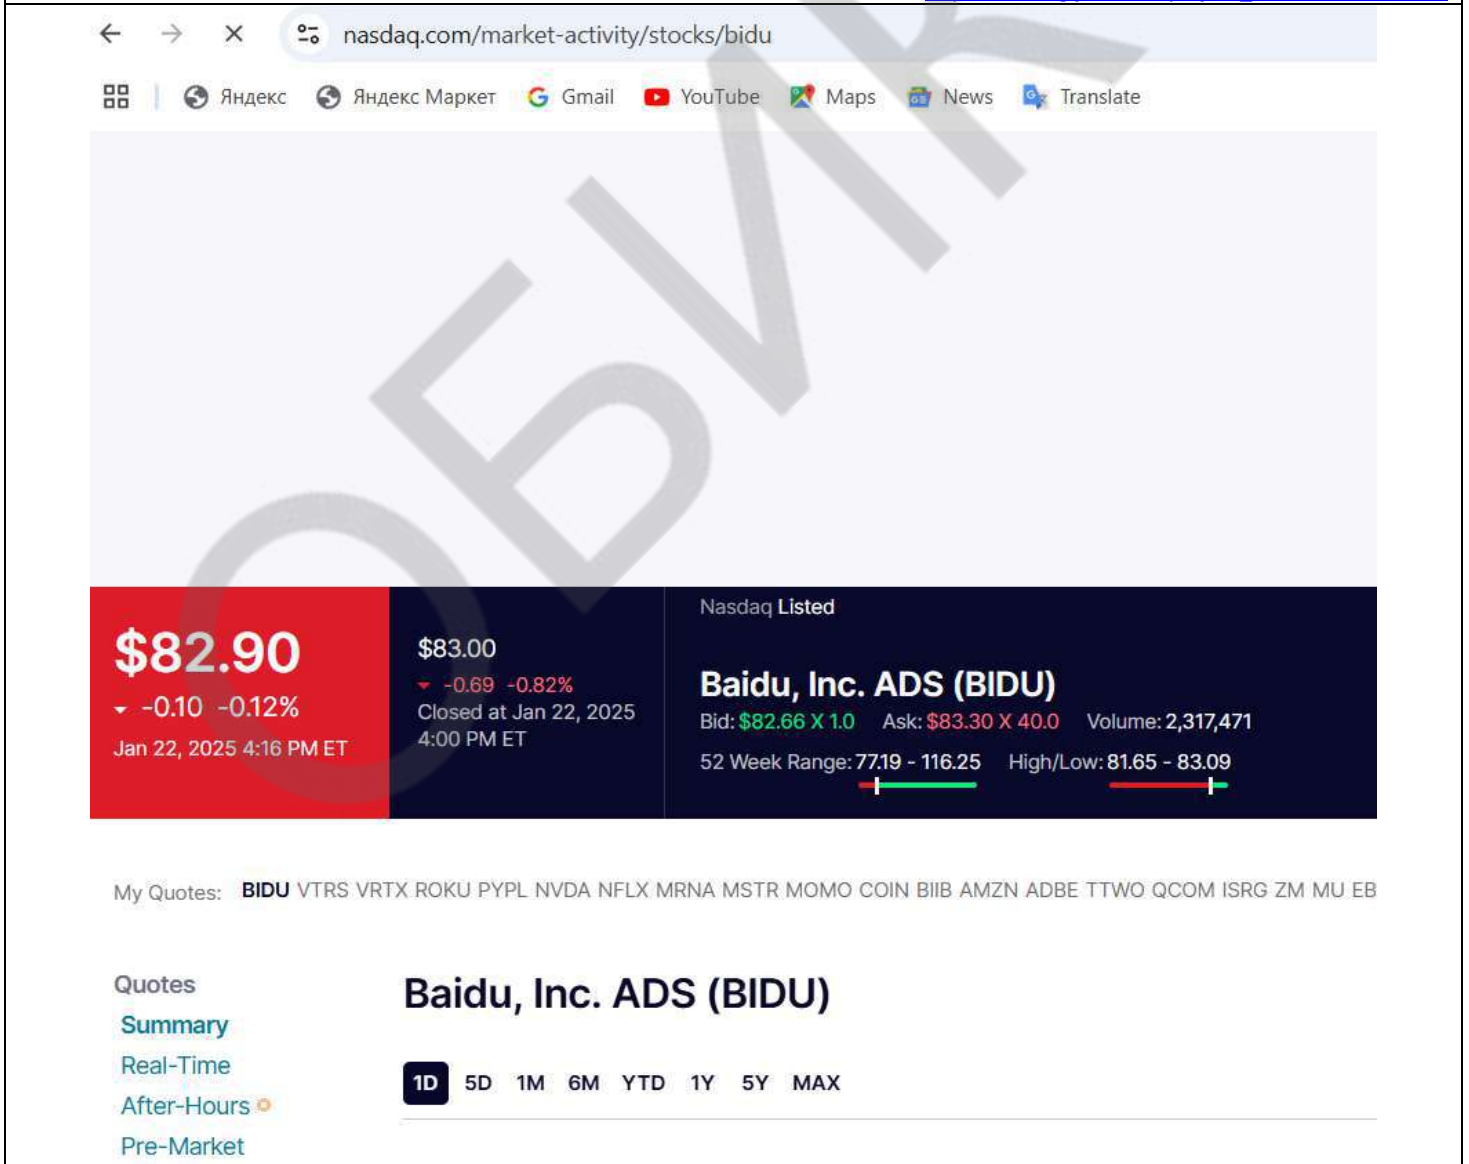 nasdaq.com/market-activity/stocks/bidu
Яндекс Яндекс Маркет Gmail YouTube Maps News Translate
ОБИК
$82.90
-0.10 -0.12%
Jan 22, 2025 4:16 PM ET
$83.00
-0.69 -0.82%
Closed at Jan 22, 2025
4:00 PM ET
Nasdaq Listed
Baidu, Inc. ADS (BIDU)
Bid: $82.66 X 1.0 Ask: $83.30 X 40.0 Volume: 2,317,471
52 Week Range: 77.19 - 116.25 High/Low: 81.65 - 83.09
My Quotes: BIDU VTRS VRTX ROKU PYPL NVDA NFLX MRNA MSTR MOMO COIN BIIB AMZN ADBE TTWO QCOM ISRG ZM MU EB
Quotes
Summary
Real-Time
After-Hours
Pre-Market
Baidu, Inc. ADS (BIDU)
1D 5D 1M 6M YTD 1Y 5Y MAX